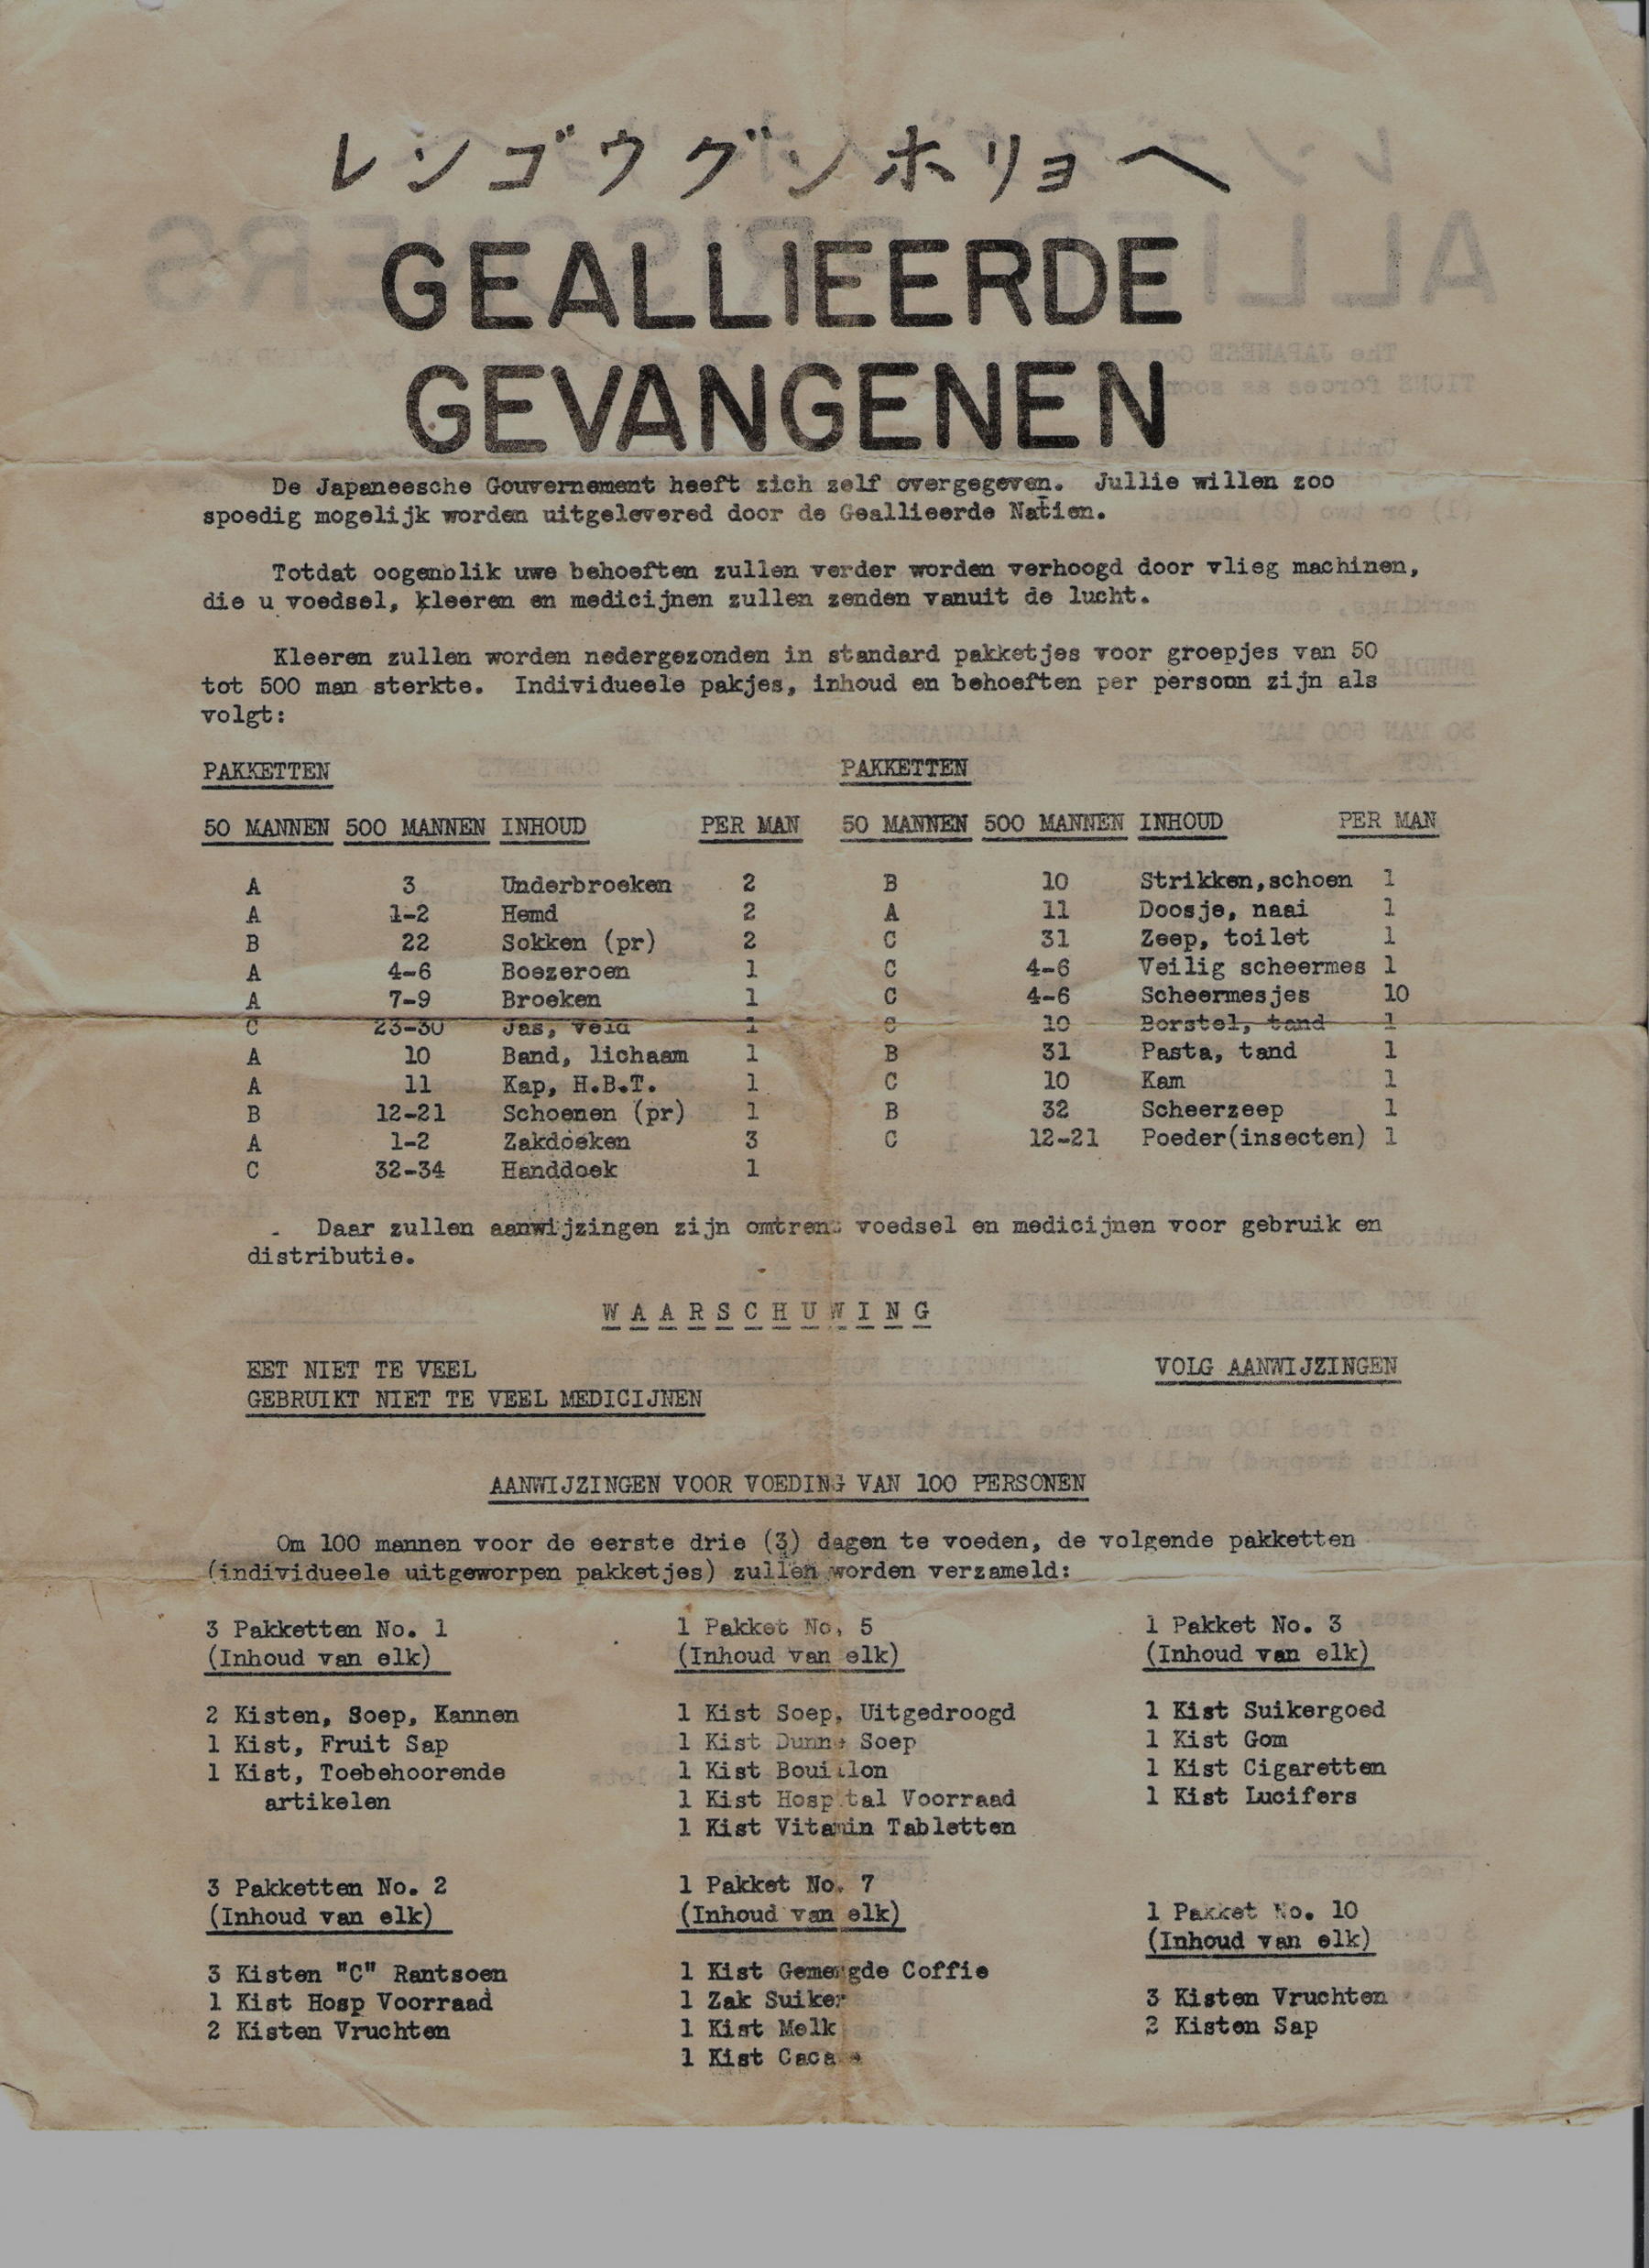 レンゴウグンホリョヘ
GEALLIEERDE
GEVANGENEN
De Japaneesche Gouvernement heeft zich zelf overgegeven. Jullie willen zoo
spoedig mogelijk worden uitgelevered door de Geallieerde Natien.
Totdat oogenblik uwe behoeften zullen verder worden verhoogd door vlieg machinen,
die u voedsel, kleeren en medicijnen zullen zenden vanuit de lucht.
Kleeren zullen worden nedergezonden in standard pakketjes voor groepjes van 50
tot 500 man sterkte. Individueele pakjes, inhoud en behoeften per persoon zijn als
volgt:
PAKKETTEN PAKKETTEN
50 MANNEN 500 MANNEN INHOUD PER MAN 50 MANNEN 500 MANNEN INHOUD PER MAN
A 3 Underbroeken 2 B 10 Strikken,schoen 1
A 1-2 Hemd 2 A 11 Doosje, naai 1
B 22 Sokken (pr) 2 C 31 Zeep, toilet 1
A 4-6 Boezeroen 1 C 4-6 Veilig scheermes 1
A 7-9 Broeken 1 C 4-6 Scheermesjes 10
C 23-30 Jas, veld 1 C 10 Borstel, tand 1
A 10 Band, lichaam 1 B 31 Pasta, tand 1
A 11 Kap, H.B.T. 1 C 10 Kam 1
B 12-21 Schoenen (pr) 1 B 32 Scheerzeep 1
A 1-2 Zakdoeken 3 C 12-21 Poeder(insecten) 1
C 32-34 Handdoek 1
Daar zullen aanwijzingen zijn omtrent voedsel en medicijnen voor gebruik en
distributie.
WAARSCHUWING
EET NIET TE VEEL VOLG AANWIJZINGEN
GEBRUIKT NIET TE VEEL MEDICIJNEN
AANWIJZINGEN VOOR VOEDING VAN 100 PERSONEN
Om 100 mannen voor de eerste drie (3) dagen te voeden, de volgende pakketten
(individueele uitgeworpen pakketjes) zullen worden verzameld:
3 Pakketten No. 1
(Inhoud van elk)
2 Kisten, Soep, Kannen
1 Kist, Fruit Sap
1 Kist, Toebehoorende
artikelen
1 Pakket No. 5
(Inhoud van elk)
1 Kist Soep, Uitgedroogd
1 Kist Dunne Soep
1 Kist Bouillon
1 Kist Hospital Voorraad
1 Kist Vitamin Tabletten
1 Pakket No. 3
(Inhoud van elk)
1 Kist Suikergoed
1 Kist Gom
1 Kist Cigaretten
1 Kist Lucifers
3 Pakketten No. 2
(Inhoud van elk)
3 Kisten "C" Rantsoen
1 Kist Hosp Voorraad
2 Kisten Vruchten
1 Pakket No. 7
(Inhoud van elk)
1 Kist Gemengde Coffie
1 Zak Suiker
1 Kist Melk
1 Kist Cacao
1 Pakket No. 10
(Inhoud van elk)
3 Kisten Vruchten
2 Kisten Sap